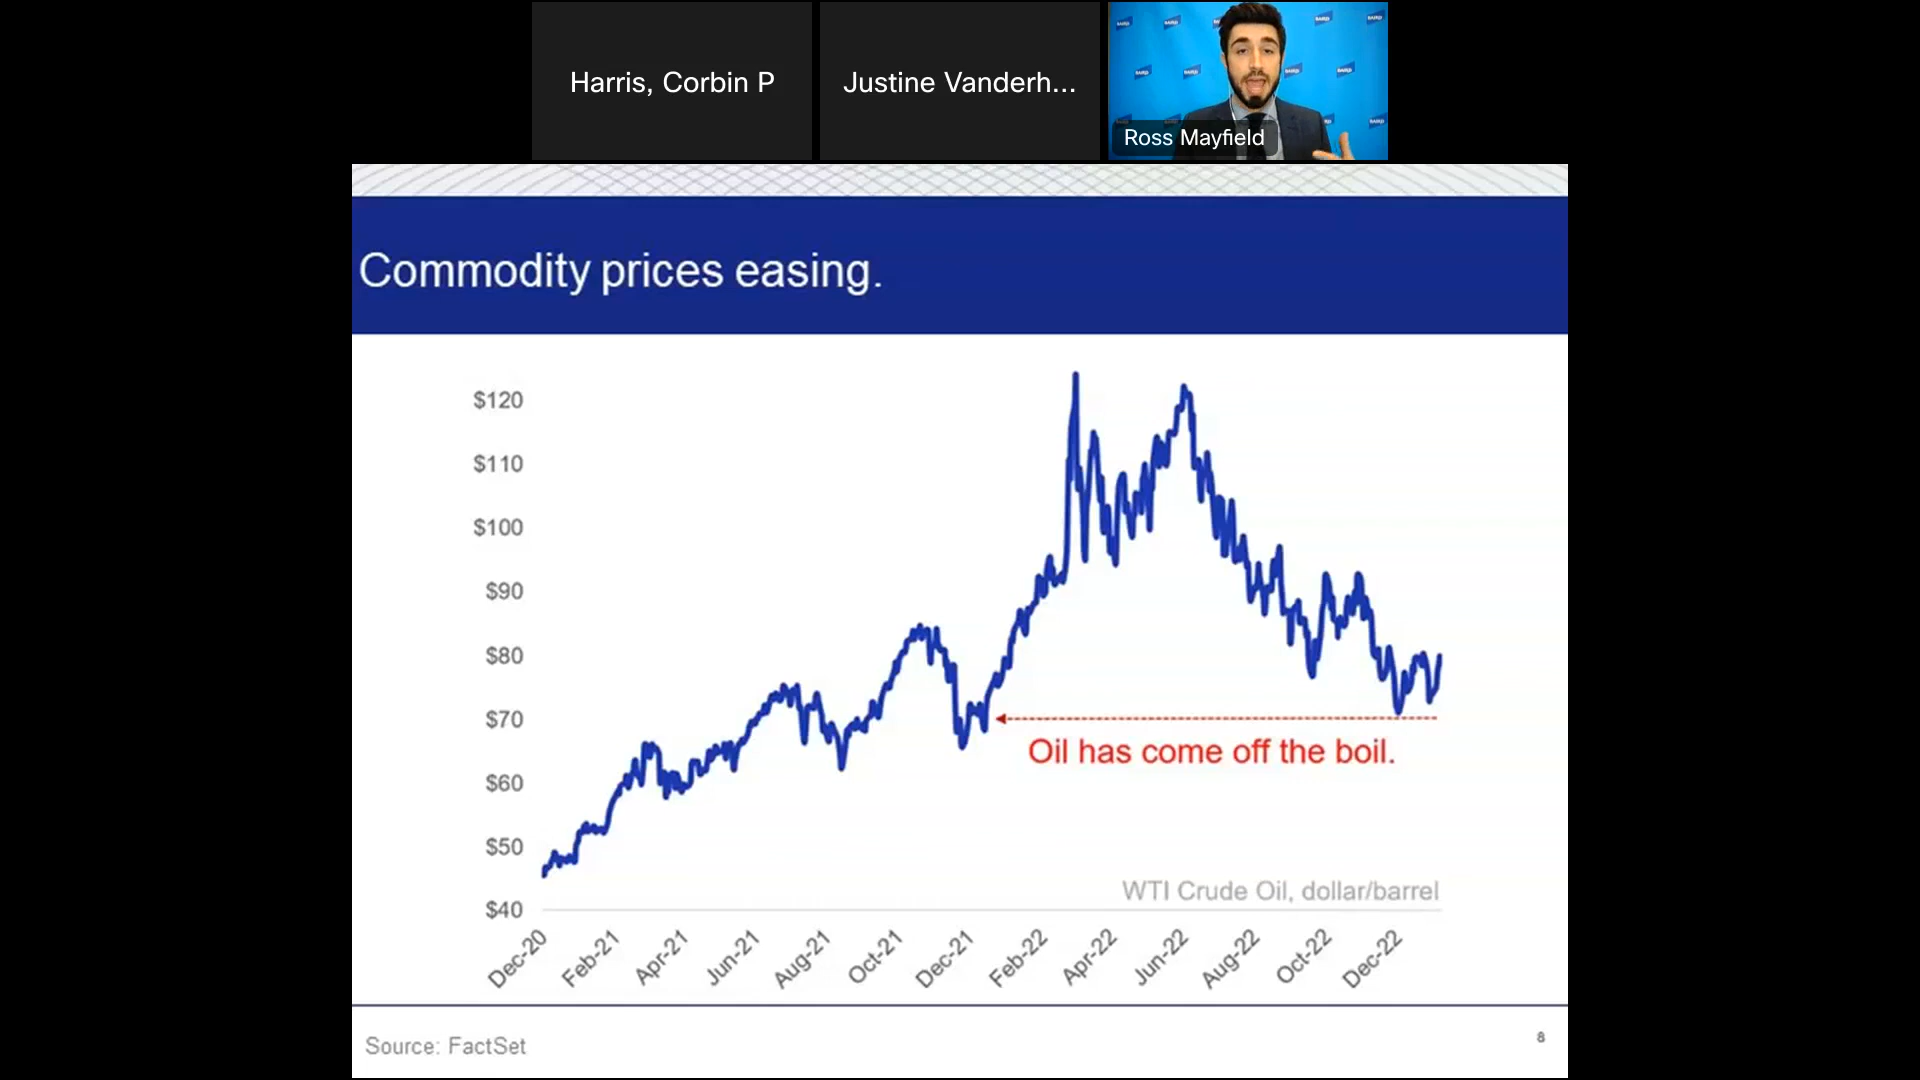 Harris, Corbin P
Justine Vanderh...
Ross Mayfield
BAIRD
Commodity prices easing.
$120
$110
$100
$90
$80
$70
$60
$50
$40
Oil has come off the boil.
WTI Crude Oil, dollar/barrel
Dec-20
Feb-21
Apr-21
Jun-21
Aug-21
Oct-21
Dec-21
Feb-22
Apr-22
Jun-22
Aug-22
Oct-22
Dec-22
Source: FactSet
8